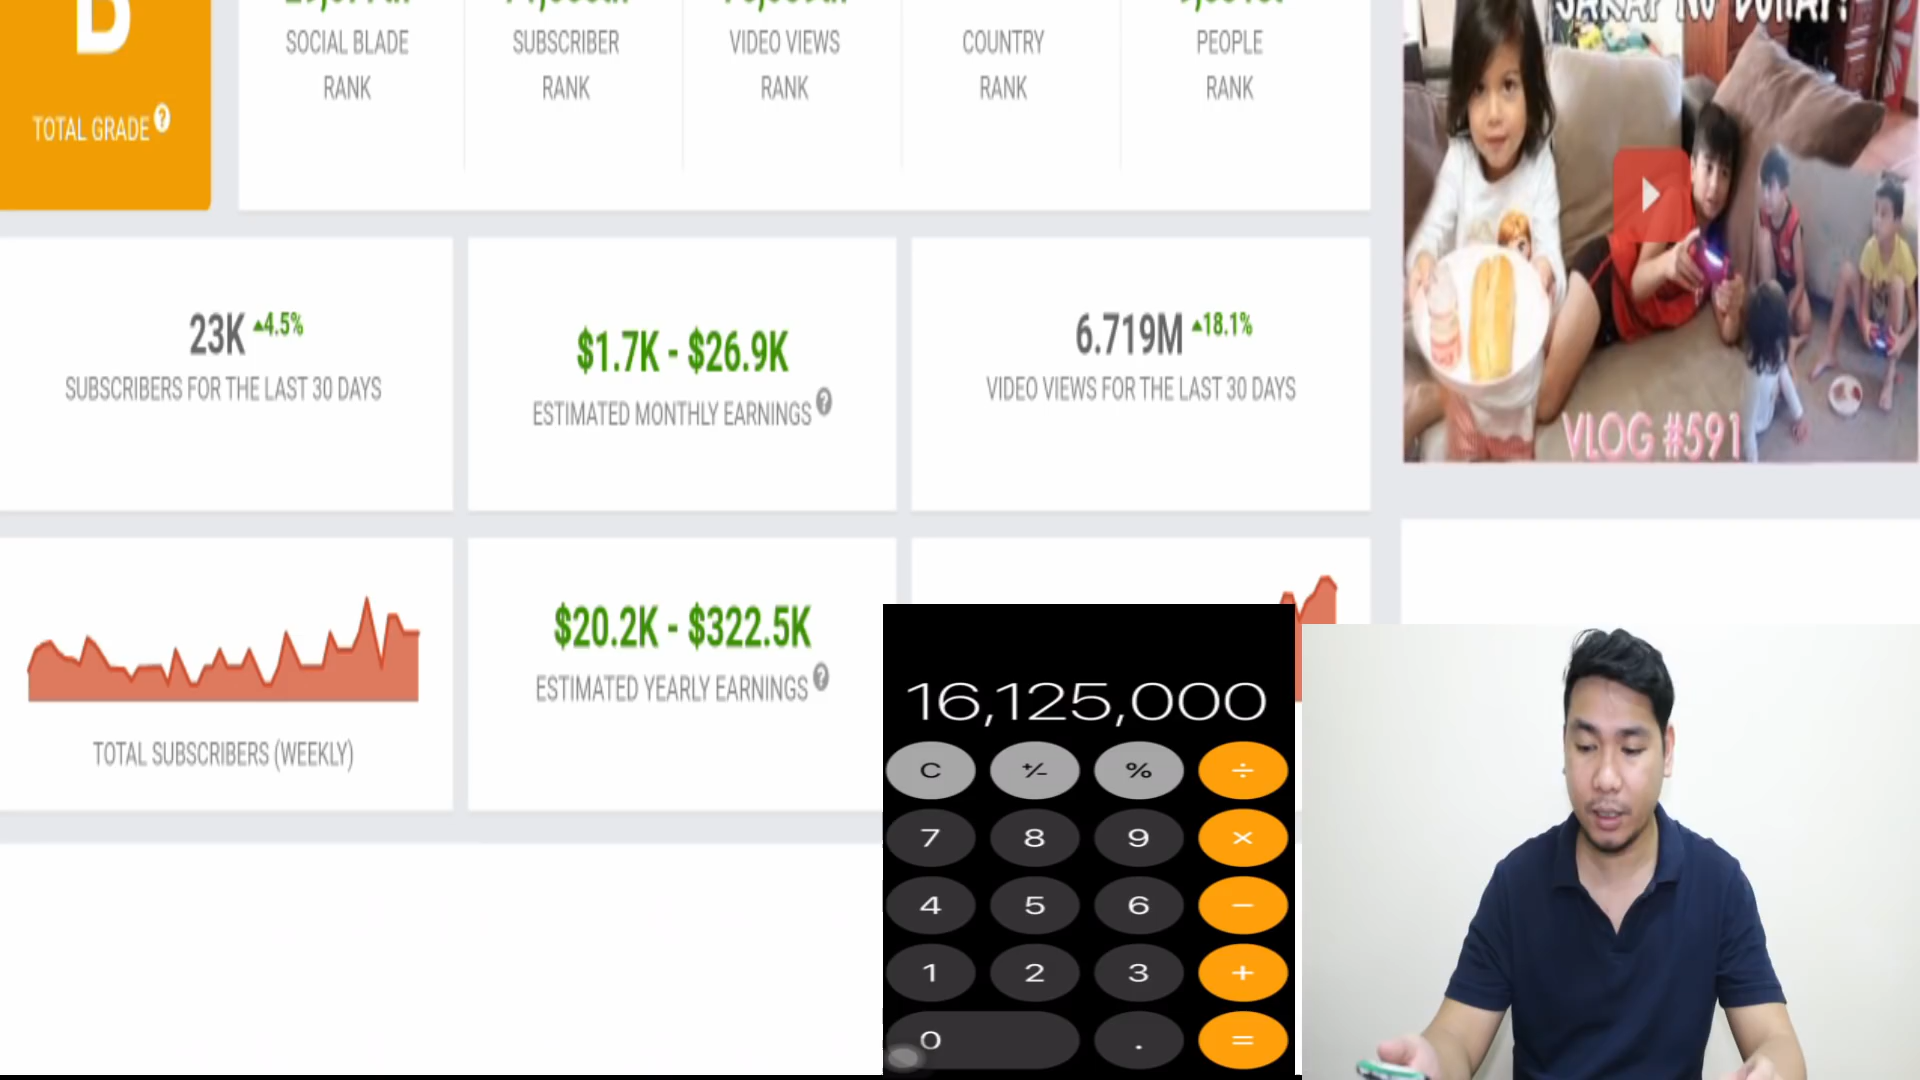 B
TOTAL GRADE ?
SOCIAL BLADE
RANK
SUBSCRIBER
RANK
VIDEO VIEWS
RANK
COUNTRY
RANK
PEOPLE
RANK
23K ▲4.5%
SUBSCRIBERS FOR THE LAST 30 DAYS
$1.7K - $26.9K
ESTIMATED MONTHLY EARNINGS ?
6.719M ▲18.1%
VIDEO VIEWS FOR THE LAST 30 DAYS
VLOG #591
TOTAL SUBSCRIBERS (WEEKLY)
$20.2K - $322.5K
ESTIMATED YEARLY EARNINGS ?
16,125,000
C +/- % ÷
7 8 9 ×
4 5 6 −
1 2 3 +
0 . =